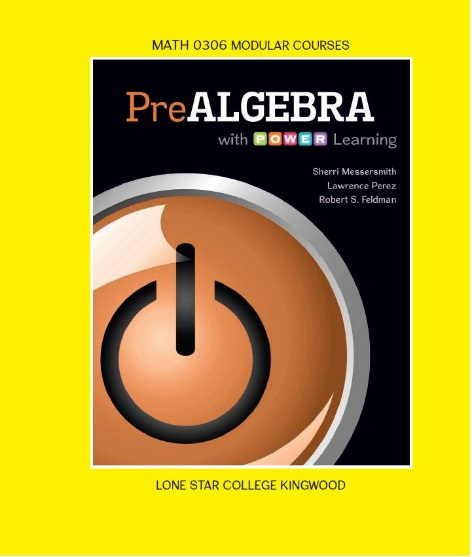 MATH 0306 MODULAR COURSES
PreALGEBRA
with POWER Learning
Sherri Messersmith
Lawrence Perez
Robert S. Feldman
LONE STAR COLLEGE KINGWOOD